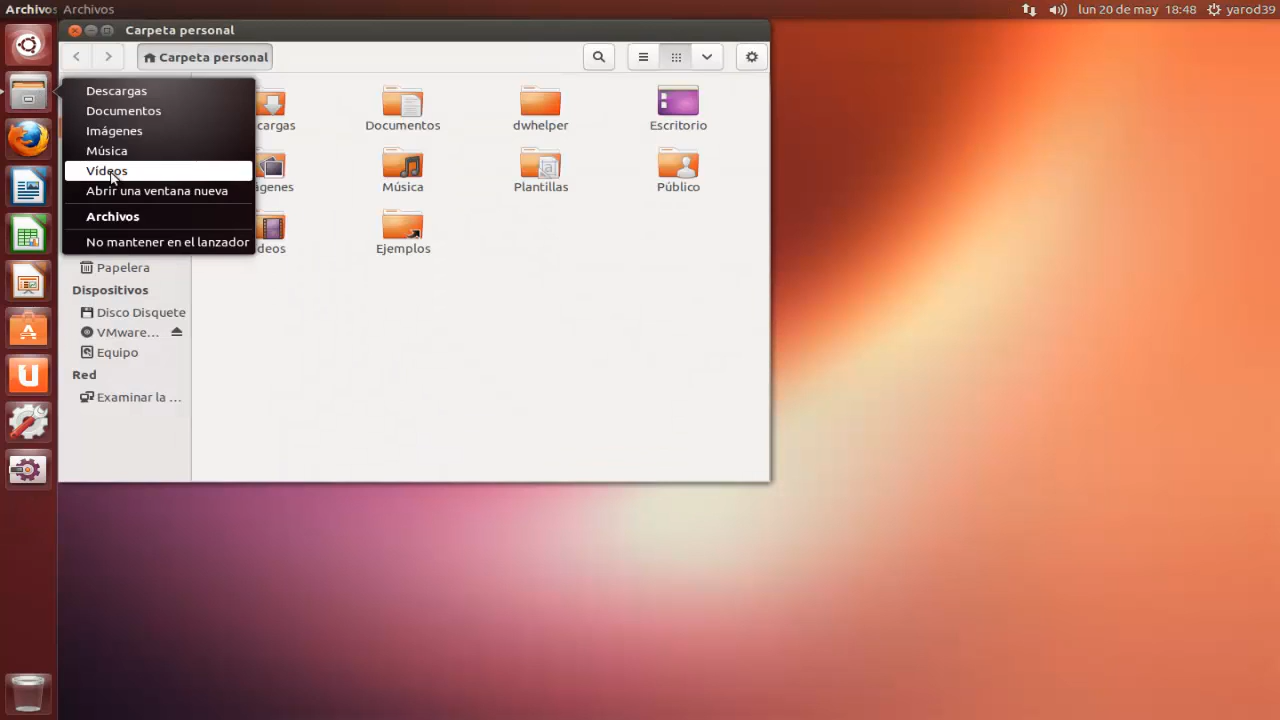 Archivos Archivos
lun 20 de may 18:48 yarod39
Carpeta personal
Carpeta personal
Descargas
Documentos
Imágenes
Música
Vídeos
Abrir una ventana nueva
Archivos
No mantener en el lanzador
cargas Documentos dwhelper Escritorio
genes Música Plantillas Público
deos Ejemplos
Papelera
Dispositivos
Disco Disquete
VMware...
Equipo
Red
Examinar la ...